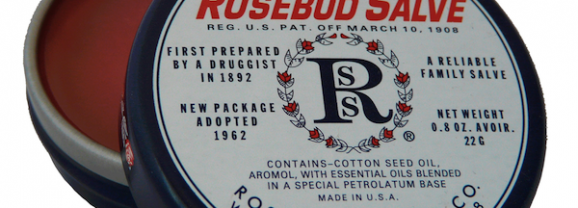 ROSEBUD SALVE
REG. U.S. PAT. OFF MARCH 10, 1908
FIRST PREPARED
BY A DRUGGIST
IN 1892
NEW PACKAGE
ADOPTED
1962
R
S
S
®
A RELIABLE
FAMILY SALVE
NET WEIGHT
0.8 OZ. AVOIR.
22G
CONTAINS-COTTON SEED OIL,
AROMOL, WITH ESSENTIAL OILS BLENDED
IN A SPECIAL PETROLATUM BASE
MADE IN U.S.A.
CO.